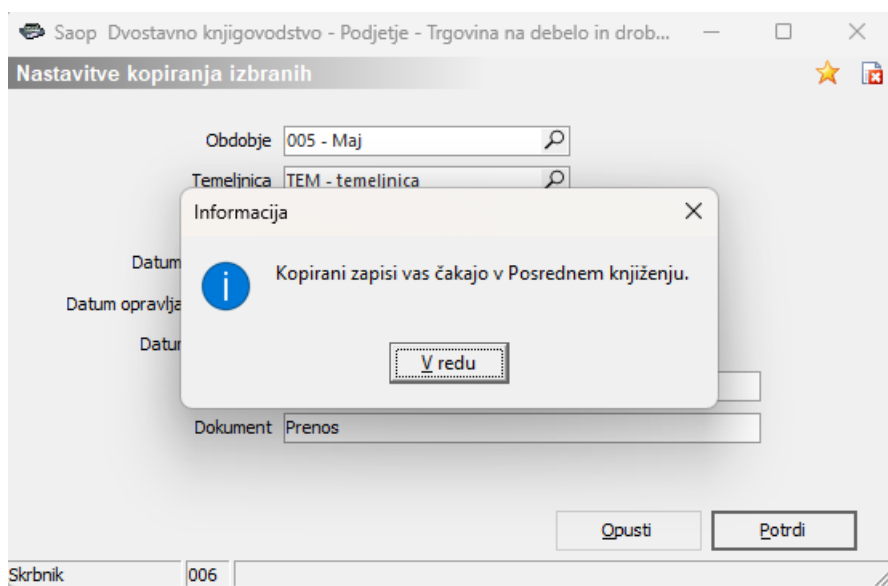 Saop Dvostavno knjigovodstvo - Podjetje - Trgovina na debelo in drob...
Nastavitve kopiranja izbranih
Obdobje 005 - Maj
Temeljnica TEM - temeljnica
Informacija
Kopirani zapisi vas čakajo v Posrednem knjiženju.
Datum
Datum opravlja
Datu
V redu
Dokument Prenos
Opusti Potrdi
Skrbnik 006